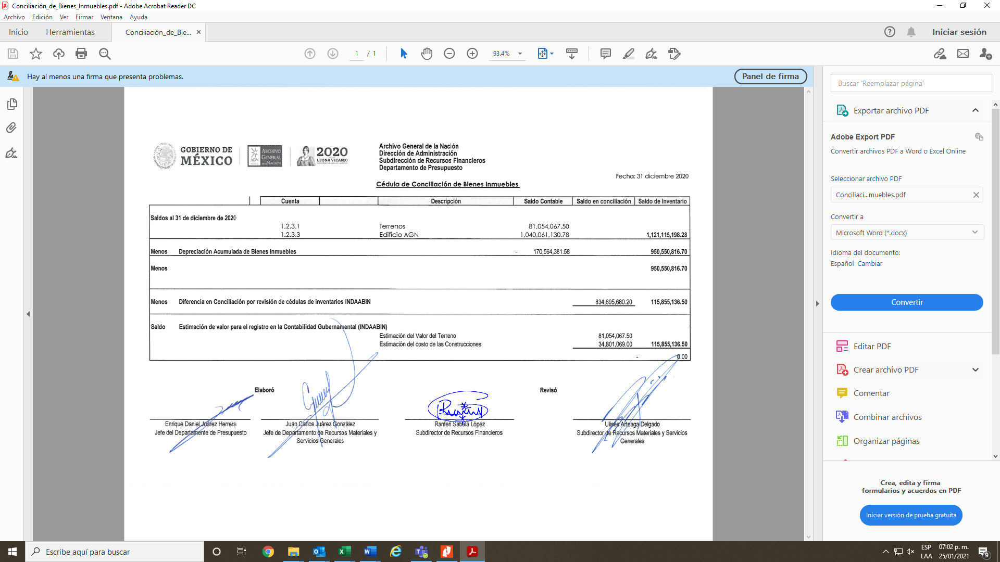 Conciliación_de_Bienes_Inmuebles.pdf - Adobe Acrobat Reader DC
Archivo Edición Ver Firmar Ventana Ayuda
Inicio Herramientas Conciliación_de_Bie... Iniciar sesión
1 / 1 93.4%
Hay al menos una firma que presenta problemas. Panel de firma
Buscar 'Reemplazar página'
Exportar archivo PDF
Adobe Export PDF
Convertir archivos PDF a Word o Excel Online
Seleccionar archivo PDF
Conciliaci...muebles.pdf
Convertir a
Microsoft Word (*.docx)
Idioma del documento:
Español Cambiar
Convertir
Editar PDF
Crear archivo PDF
Comentar
Combinar archivos
Organizar páginas
Crea, edita y firma
formularios y acuerdos en PDF
Iniciar versión de prueba gratuita
GOBIERNO DE
MÉXICO
AGN
ARCHIVO
GENERAL
DE LA NACIÓN
2020
LEONA VICARIO
Archivo General de la Nación
Dirección de Administración
Subdirección de Recursos Financieros
Departamento de Presupuesto
Fecha: 31 diciembre 2020
Cédula de Conciliación de Bienes Inmuebles
Cuenta Descripción Saldo Contable Saldo en conciliación Saldo de Inventario
Saldos al 31 de diciembre de 2020
1.2.3.1 Terrenos 81,054,067.50
1.2.3.3 Edificio AGN 1,040,061,130.78 1,121,115,198.28
Menos Depreciación Acumulada de Bienes Inmuebles - 170,564,381.58 950,550,816.70
Menos 950,550,816.70
Menos Diferencia en Conciliación por revisión de cédulas de inventarios INDAABIN 834,695,680.20 115,855,136.50
Saldo Estimación de valor para el registro en la Contabilidad Gubernamental (INDAABIN)
Estimación del Valor del Terreno 81,054,067.50
Estimación del costo de las Construcciones 34,801,069.00 115,855,136.50
- 0.00
Elaboró Revisó
Enrique Daniel Juárez Herrera Juan Carlos Juárez González Ranferi Sabala López Ulises Arteaga Delgado
Jefe del Departamente de Presupuesto Jefe de Departamento de Recursos Materiales y Subdirector de Recursos Financieros Subdirector de Recursos Materiales y Servicios
Servicios Generales Generales
Escribe aquí para buscar
ESP 07:02 p. m.
LAA 25/01/2021
9